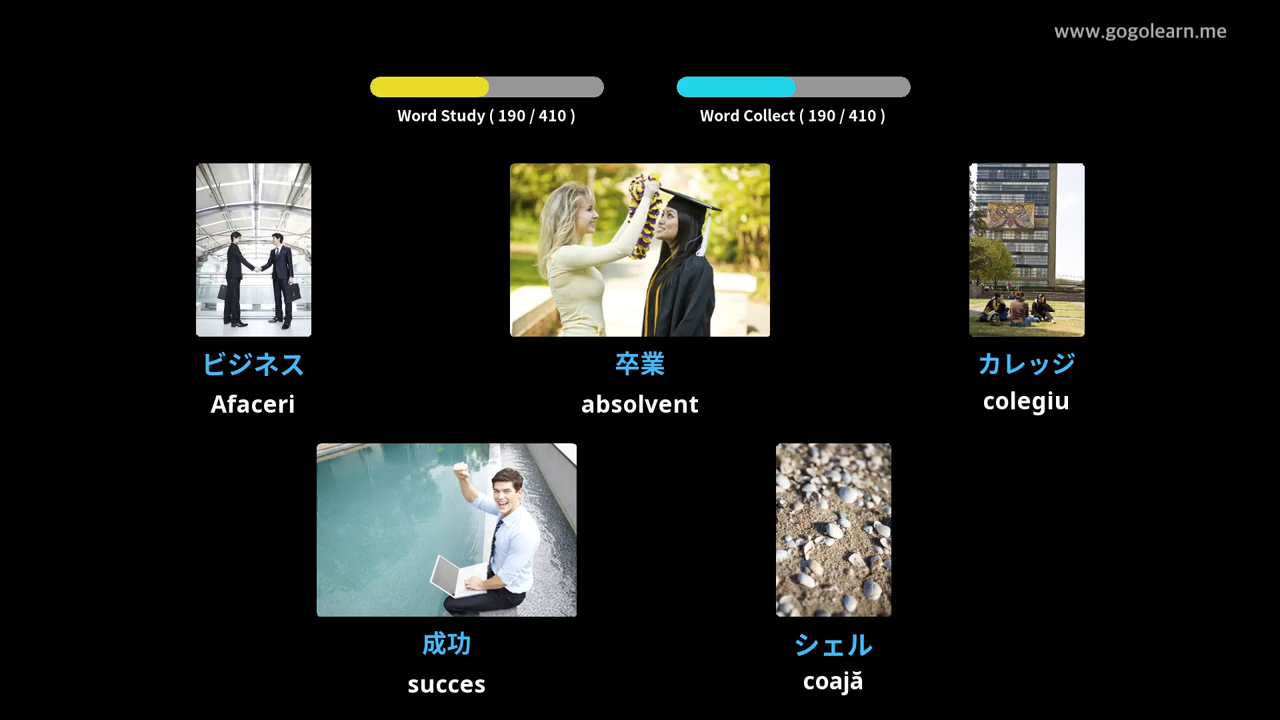 www.gogolearn.me
Word Study ( 190 / 410 )
Word Collect ( 190 / 410 )
ビジネス
Afaceri
卒業
absolvent
カレッジ
colegiu
成功
succes
シェル
coajă